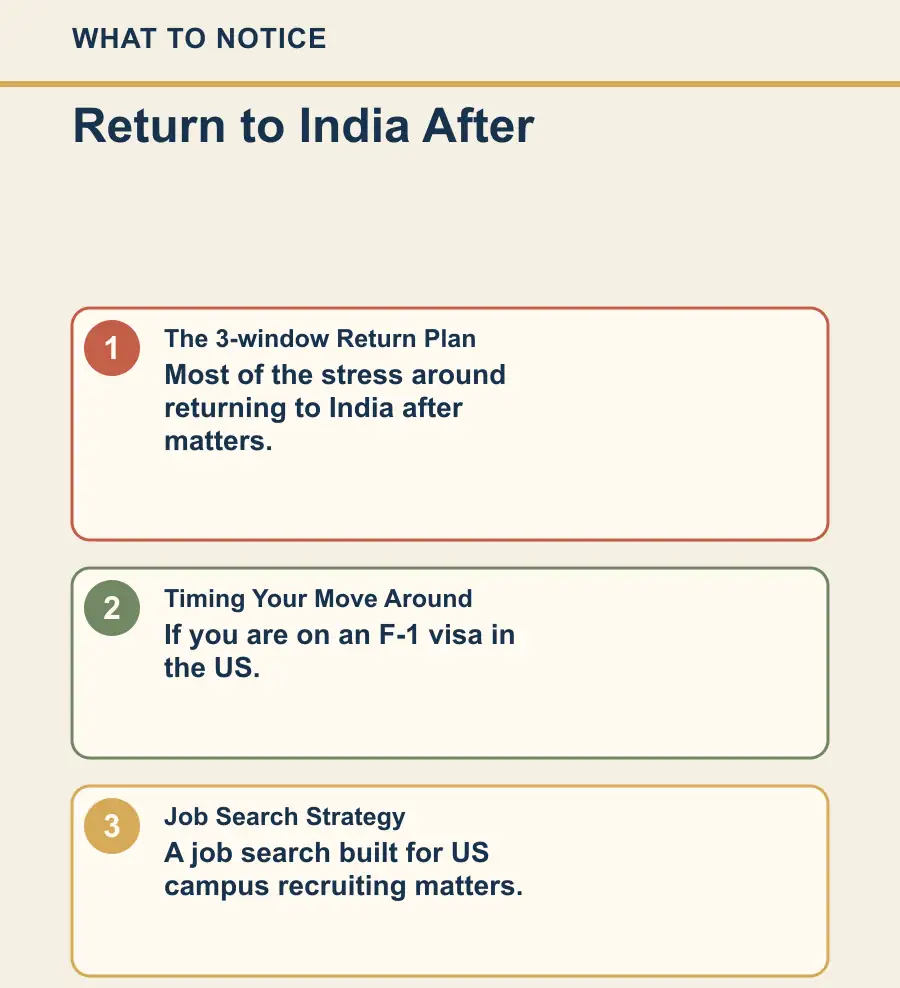 WHAT TO NOTICE
Return to India After
1
The 3-window Return Plan
Most of the stress around
returning to India after
matters.
2
Timing Your Move Around
If you are on an F-1 visa in
the US.
3
Job Search Strategy
A job search built for US
campus recruiting matters.